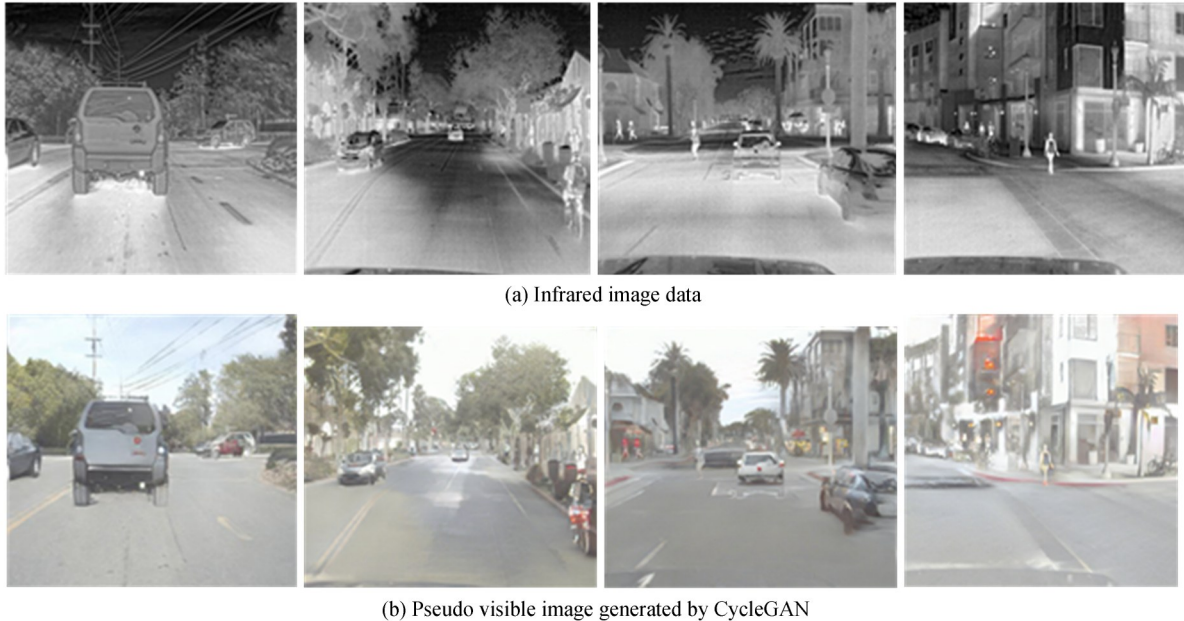 (a) Infrared image data
(b) Pseudo visible image generated by CycleGAN